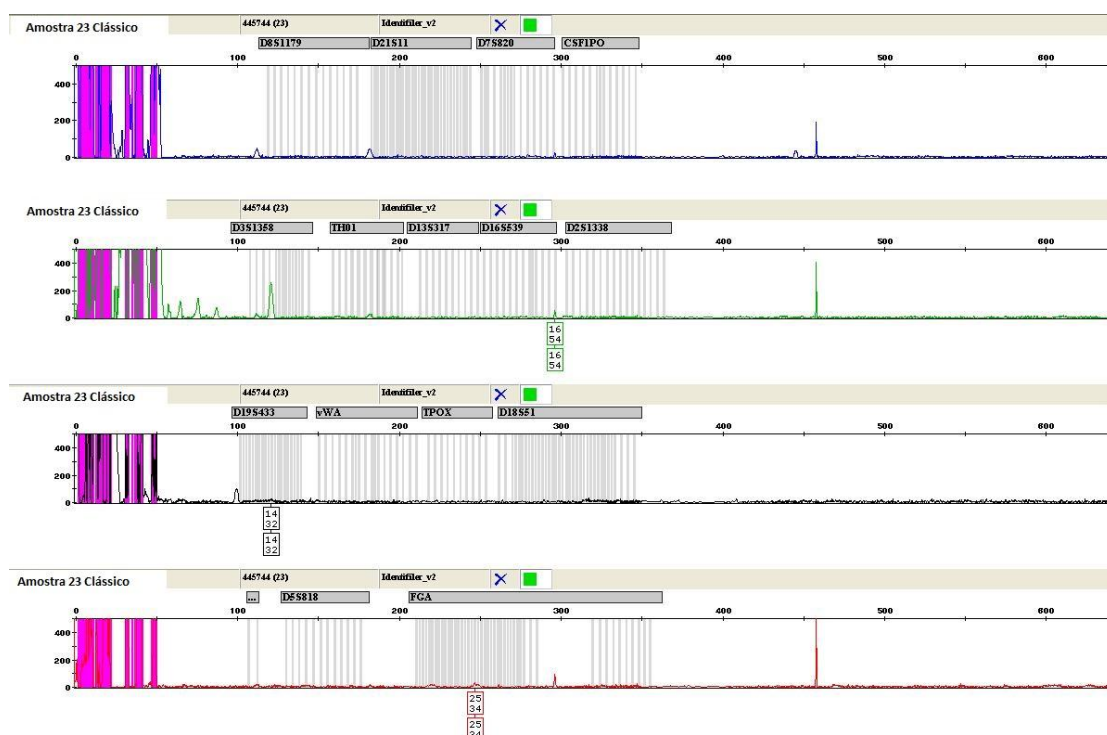 Amostra 23 Clássico 445744 (23) Identifiler_v2
D8S1179 D21S11 D7S820 CSF1PO
0 100 200 300 400 500 600
400
200
0
Amostra 23 Clássico 445744 (23) Identifiler_v2
D3S1358 TH01 D13S317 D16S539 D2S1338
0 100 200 300 400 500 600
400
200
0
16
54
16
54
Amostra 23 Clássico 445744 (23) Identifiler_v2
D19S433 vWA TPOX D18S51
0 100 200 300 400 500 600
400
200
0
14
32
14
32
Amostra 23 Clássico 445744 (23) Identifiler_v2
... D5S818 FGA
0 100 200 300 400 500 600
400
200
0
25
34
25
34